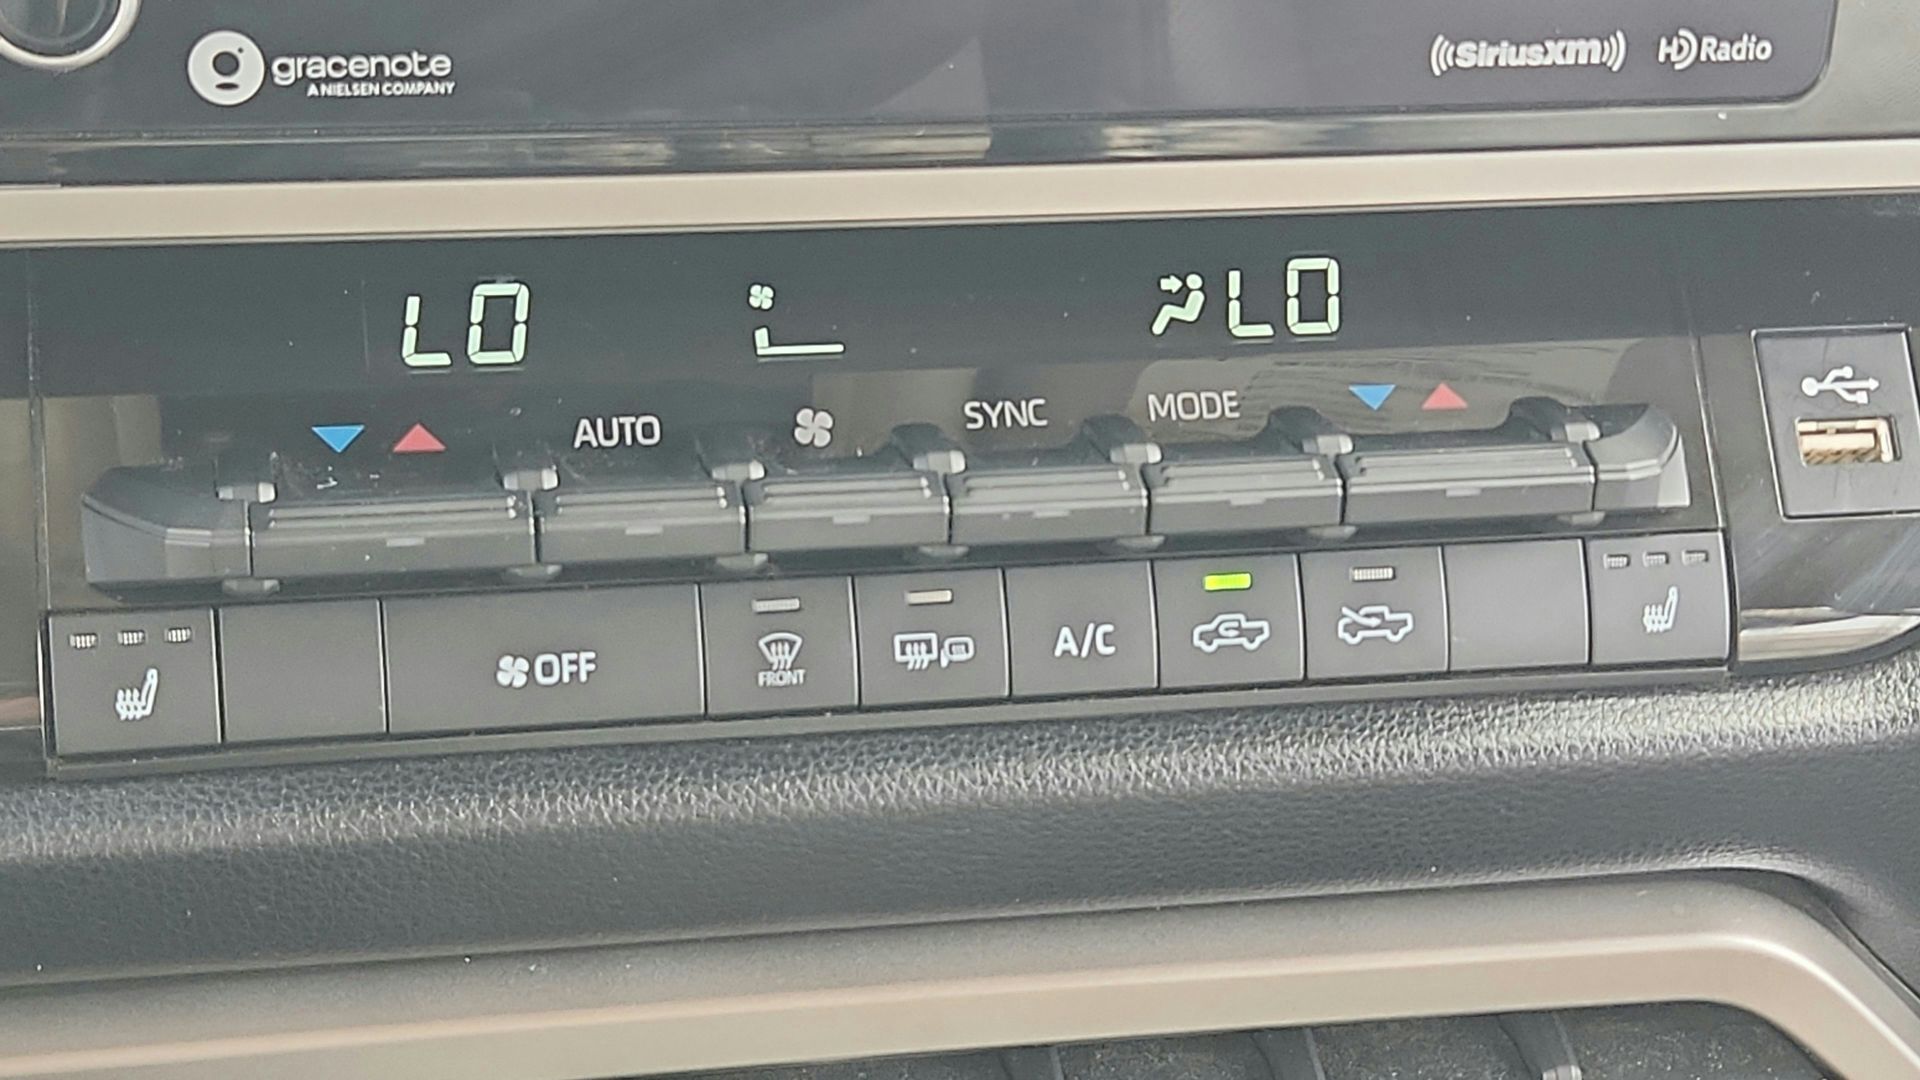 gracenote
A NIELSEN COMPANY
SiriusXM HD Radio
LO LO
AUTO SYNC MODE
OFF FRONT A/C